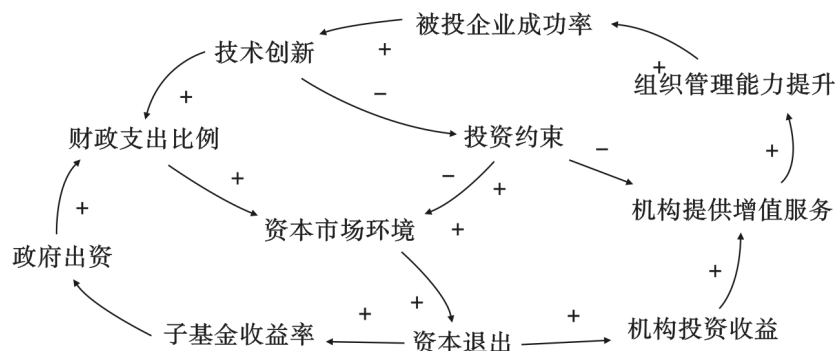 被投企业成功率
+
技术创新
+
组织管理能力提升
+
−
财政支出比例
投资约束
−
+
+
−
+
机构提供增值服务
+
资本市场环境
+
政府出资
+
+
+
+
子基金收益率
资本退出
+
机构投资收益